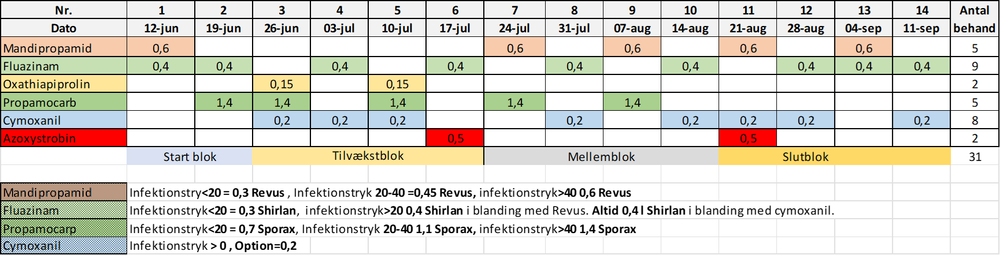 Nr. 1 2 3 4 5 6 7 8 9 10 11 12 13 14 Antal behand
Dato 12-jun 19-jun 26-jun 03-jul 10-jul 17-jul 24-jul 31-jul 07-aug 14-aug 21-aug 28-aug 04-sep 11-sep
Mandipropamid 0,6 0,6 0,6 0,6 0,6 5
Fluazinam 0,4 0,4 0,4 0,4 0,4 0,4 0,4 0,4 0,4 9
Oxathiapiprolin 0,15 0,15 2
Propamocarb 1,4 1,4 1,4 1,4 1,4 5
Cymoxanil 0,2 0,2 0,2 0,2 0,2 0,2 0,2 0,2 8
Azoxystrobin 0,5 0,5 2
Start blok Tilvækstblok Mellemblok Slutblok 31
Mandipropamid Infektionstry<20 = 0,3 Revus , Infektionstryk 20-40 =0,45 Revus, infektionstryk>40 0,6 Revus
Fluazinam Infektionstryk<20 = 0,3 Shirlan, infektionstryk>20 0,4 Shirlan i blanding med Revus. Altid 0,4 l Shirlan i blanding med cymoxanil.
Propamocarp Infektionstryk<20 = 0,7 Sporax, Infektionstryk 20-40 1,1 Sporax, infektionstryk>40 1,4 Sporax
Cymoxanil Infektionstryk > 0 , Option=0,2